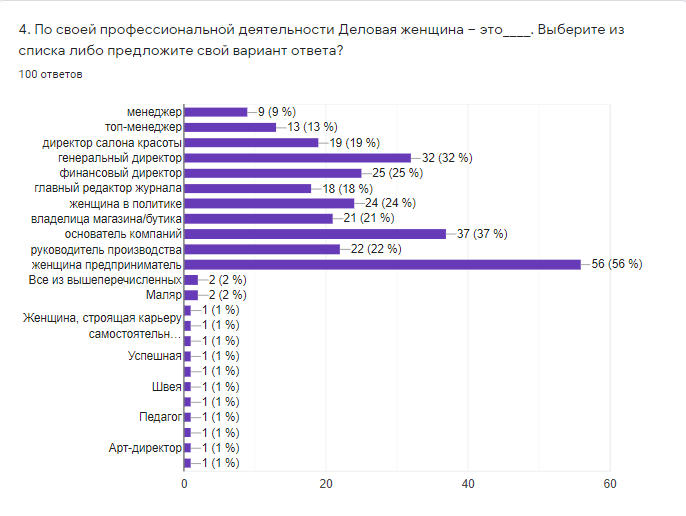 4. По своей профессиональной деятельности Деловая женщина – это____. Выберите из
списка либо предложите свой вариант ответа?
100 ответов
менеджер 9 (9 %)
топ-менеджер 13 (13 %)
директор салона красоты 19 (19 %)
генеральный директор 32 (32 %)
финансовый директор 25 (25 %)
главный редактор журнала 18 (18 %)
женщина в политике 24 (24 %)
владелица магазина/бутика 21 (21 %)
основатель компаний 37 (37 %)
руководитель производства 22 (22 %)
женщина предприниматель 56 (56 %)
Все из вышеперечисленных 2 (2 %)
Маляр 2 (2 %)
1 (1 %)
Женщина, строящая карьеру
самостоятельн… 1 (1 %)
1 (1 %)
Успешная 1 (1 %)
1 (1 %)
Швея 1 (1 %)
1 (1 %)
Педагог 1 (1 %)
1 (1 %)
Арт-директор 1 (1 %)
1 (1 %)
0 20 40 60